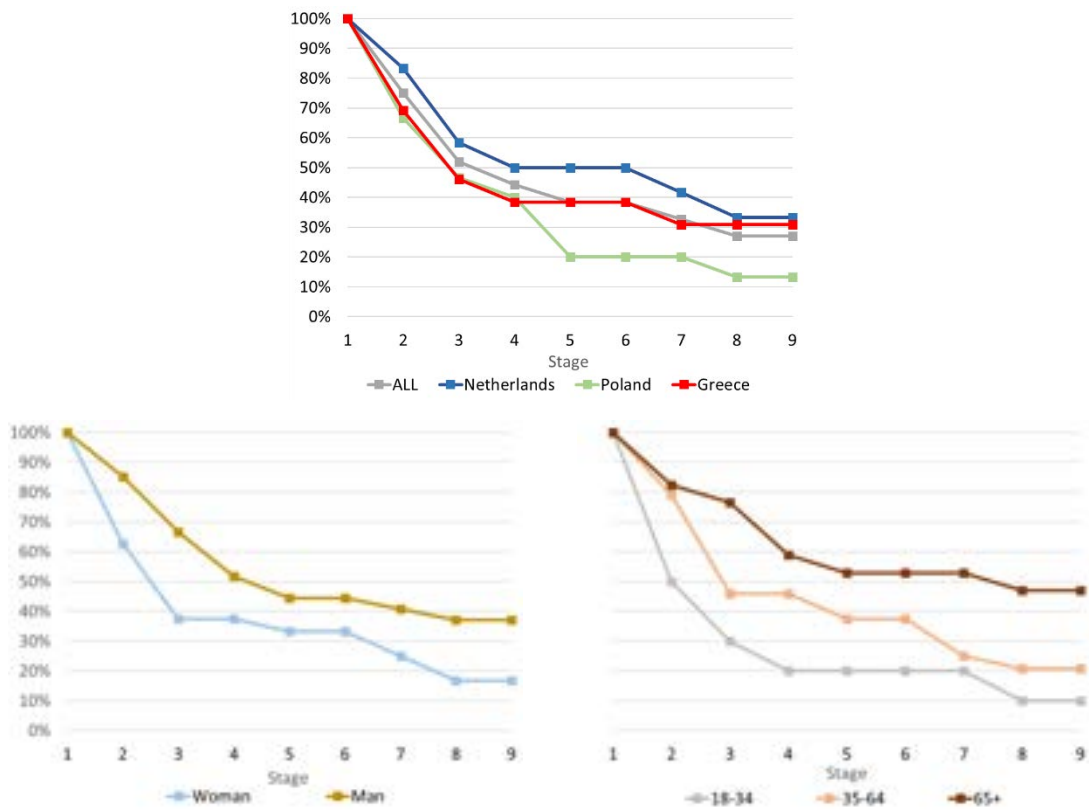 100%
90%
80%
70%
60%
50%
40%
30%
20%
10%
0%
1 2 3 4 5 6 7 8 9
Stage
ALL Netherlands Poland Greece
100%
90%
80%
70%
60%
50%
40%
30%
20%
10%
0%
1 2 3 4 5 6 7 8 9
Stage
Woman Man
1 2 3 4 5 6 7 8 9
Stage
18-34 35-64 65+